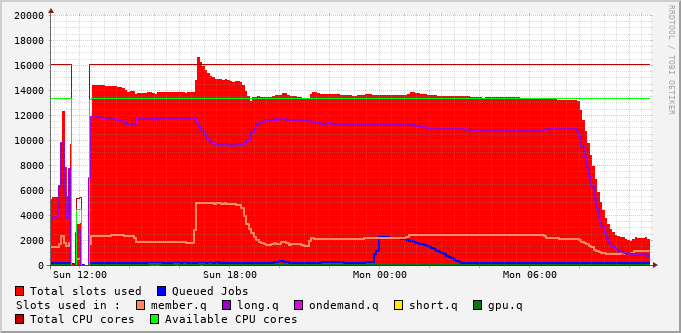 20000
18000
16000
14000
12000
10000
8000
6000
4000
2000
0
Sun 12:00 Sun 18:00 Mon 00:00 Mon 06:00
RRDTOOL / TOBI OETIKER
Total slots used Queued Jobs
Slots used in : member.q long.q ondemand.q short.q gpu.q
Total CPU cores Available CPU cores